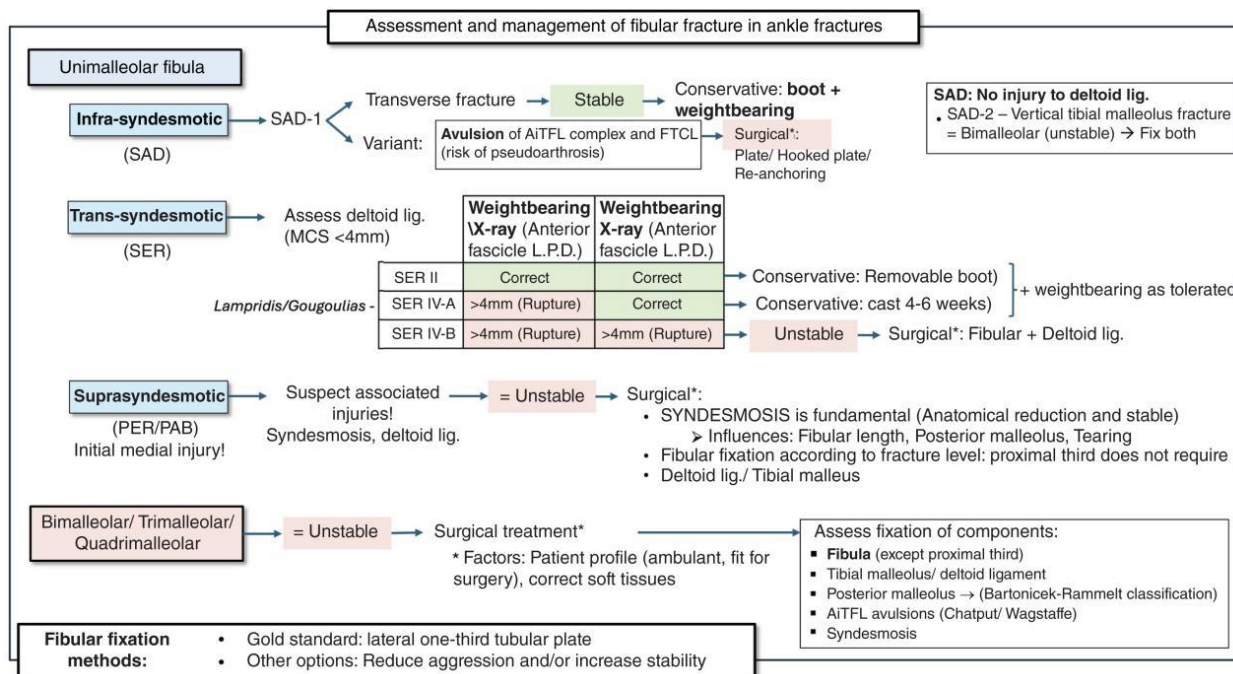 Assessment and management of fibular fracture in ankle fractures
Unimalleolar fibula
Infra-syndesmotic
(SAD)
SAD-1
Transverse fracture
Stable
Conservative: boot +
weightbearing
Variant:
Avulsion of AiTFL complex and FTCL
(risk of pseudoarthrosis)
Surgical*:
Plate/ Hooked plate/
Re-anchoring
SAD: No injury to deltoid lig.
• SAD-2 – Vertical tibial malleolus fracture
= Bimalleolar (unstable) → Fix both
Trans-syndesmotic
(SER)
Assess deltoid lig.
(MCS <4mm)
Weightbearing
\X-ray (Anterior
fascicle L.P.D.)
Weightbearing
X-ray (Anterior
fascicle L.P.D.)
SER II
Correct
Correct
Conservative: Removable boot)
Lampridis/Gougoulias -
SER IV-A
>4mm (Rupture)
Correct
Conservative: cast 4-6 weeks)
+ weightbearing as tolerated
SER IV-B
>4mm (Rupture)
>4mm (Rupture)
Unstable
Surgical*: Fibular + Deltoid lig.
Suprasyndesmotic
(PER/PAB)
Initial medial injury!
Suspect associated
injuries!
Syndesmosis, deltoid lig.
= Unstable
Surgical*:
• SYNDESMOSIS is fundamental (Anatomical reduction and stable)
➢ Influences: Fibular length, Posterior malleolus, Tearing
• Fibular fixation according to fracture level: proximal third does not require
• Deltoid lig./ Tibial malleus
Bimalleolar/ Trimalleolar/
Quadrimalleolar
= Unstable
Surgical treatment*
* Factors: Patient profile (ambulant, fit for
surgery), correct soft tissues
Assess fixation of components:
▪ Fibula (except proximal third)
▪ Tibial malleolus/ deltoid ligament
▪ Posterior malleolus → (Bartonicek-Rammelt classification)
▪ AiTFL avulsions (Chatput/ Wagstaffe)
▪ Syndesmosis
Fibular fixation
methods:
• Gold standard: lateral one-third tubular plate
• Other options: Reduce aggression and/or increase stability